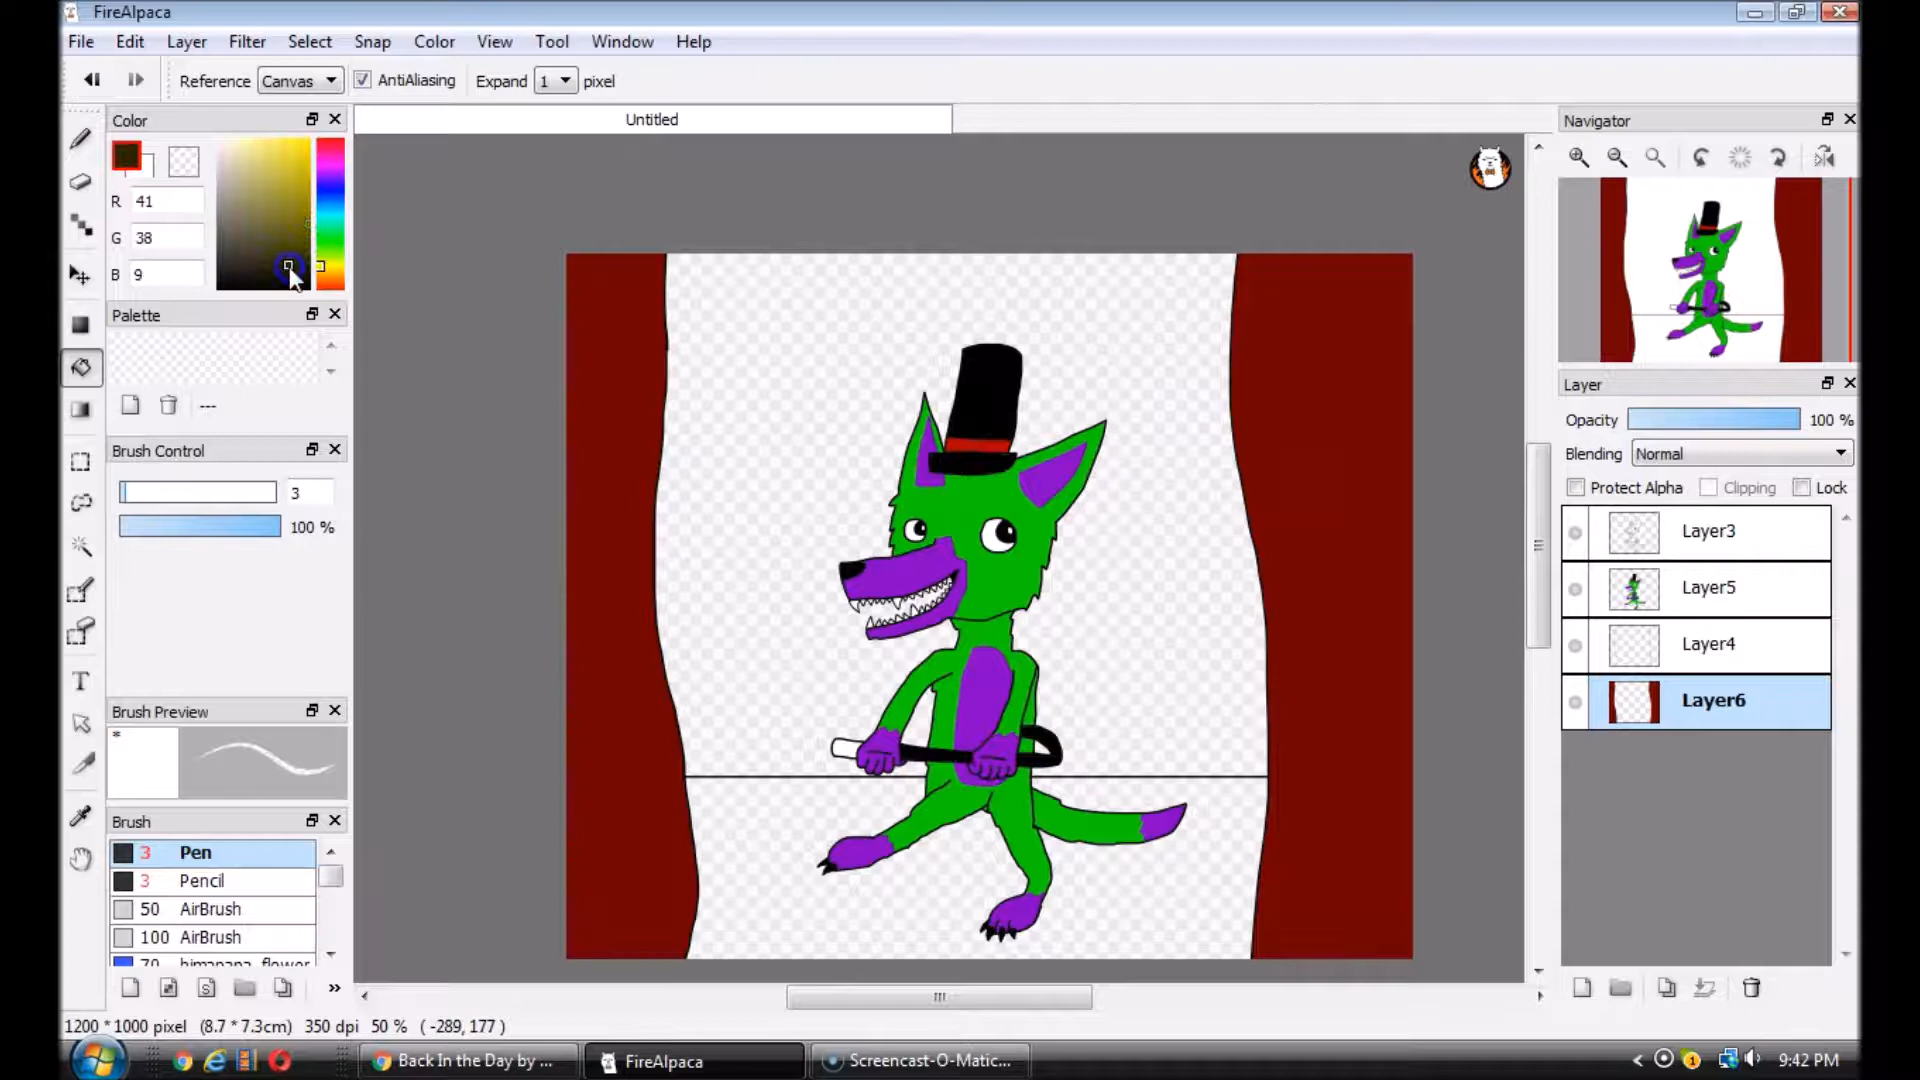 FireAlpaca
File Edit Layer Filter Select Snap Color View Tool Window Help
Reference Canvas AntiAliasing Expand 1 pixel
Color
Untitled
Navigator
R 41
G 38
B 9
Palette
---
Layer
Opacity 100 %
Blending Normal
Protect Alpha Clipping Lock
Brush Control
3
100 %
Layer3
Layer5
Layer4
Layer6
T
Brush Preview
*
Brush
3 Pen
3 Pencil
50 AirBrush
100 AirBrush
70 himapapa_flower
S
»
1200 * 1000 pixel (8.7 * 7.3cm) 350 dpi 50 % ( -289, 177 )
Back In the Day by ... FireAlpaca Screencast-O-Matic... < 1 9:42 PM